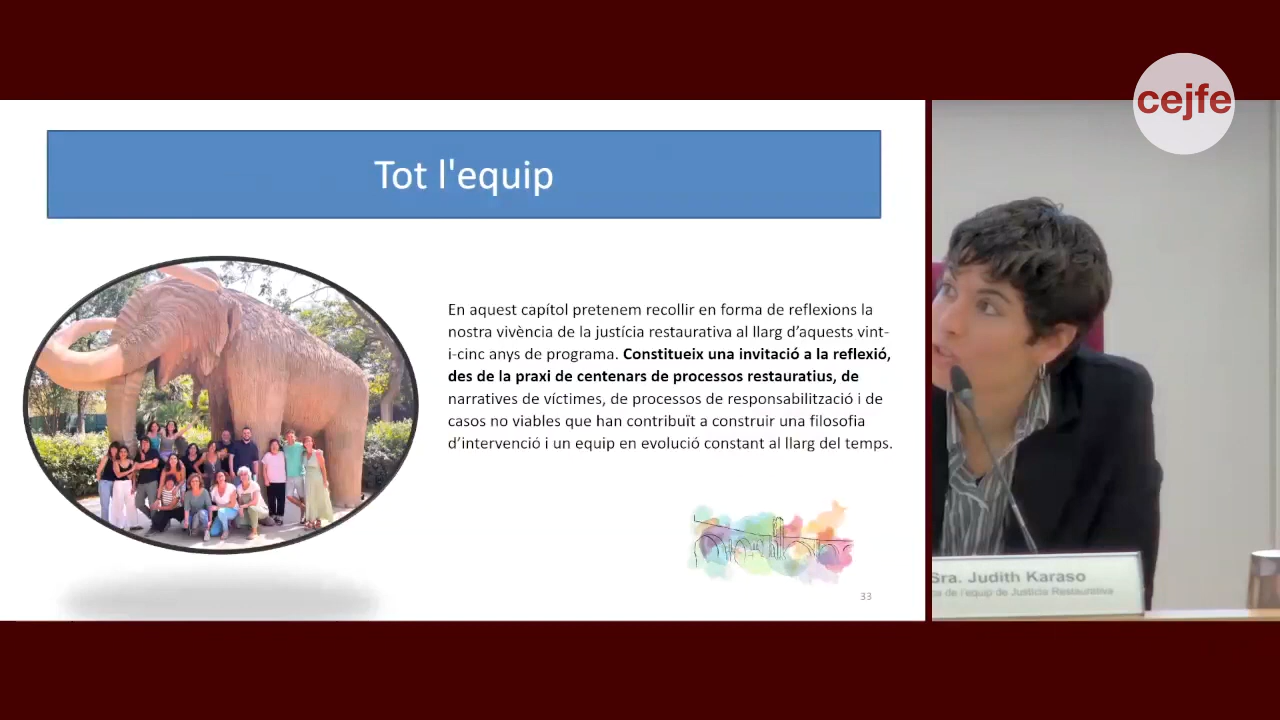 cejfe
Tot l'equip
En aquest capítol pretenem recollir en forma de reflexions la
nostra vivència de la justícia restaurativa al llarg d’aquests vint-
i-cinc anys de programa. Constitueix una invitació a la reflexió,
des de la praxi de centenars de processos restauratius, de
narratives de víctimes, de processos de responsabilització i de
casos no viables que han contribuït a construir una filosofia
d’intervenció i un equip en evolució constant al llarg del temps.
33
Sra. Judith Karaso
de l'equip de Justícia Restaurativa